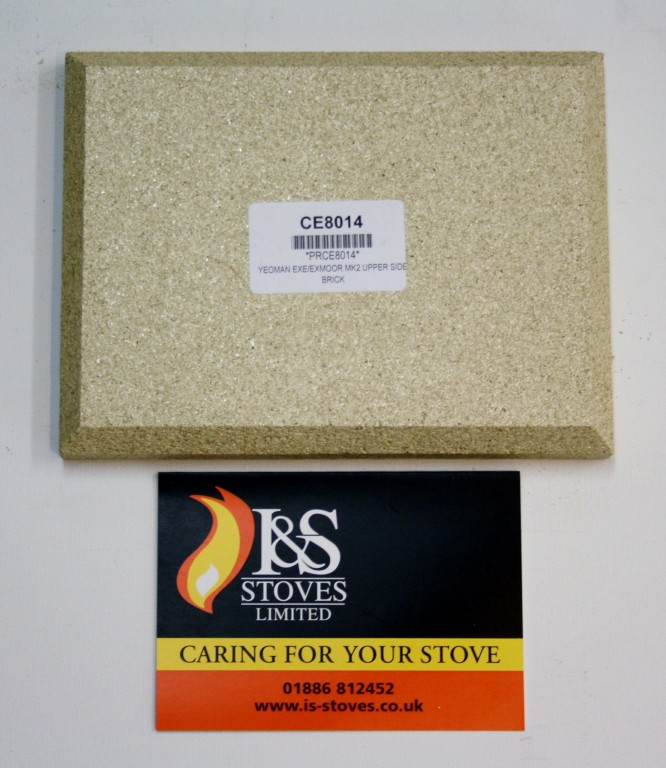 CE8014
*PRCE8014*
YEOMAN EXE/EXMOOR MK2 UPPER SIDE
BRICK
I&S
STOVES
LIMITED
CARING FOR YOUR STOVE
01886 812452
www.is-stoves.co.uk